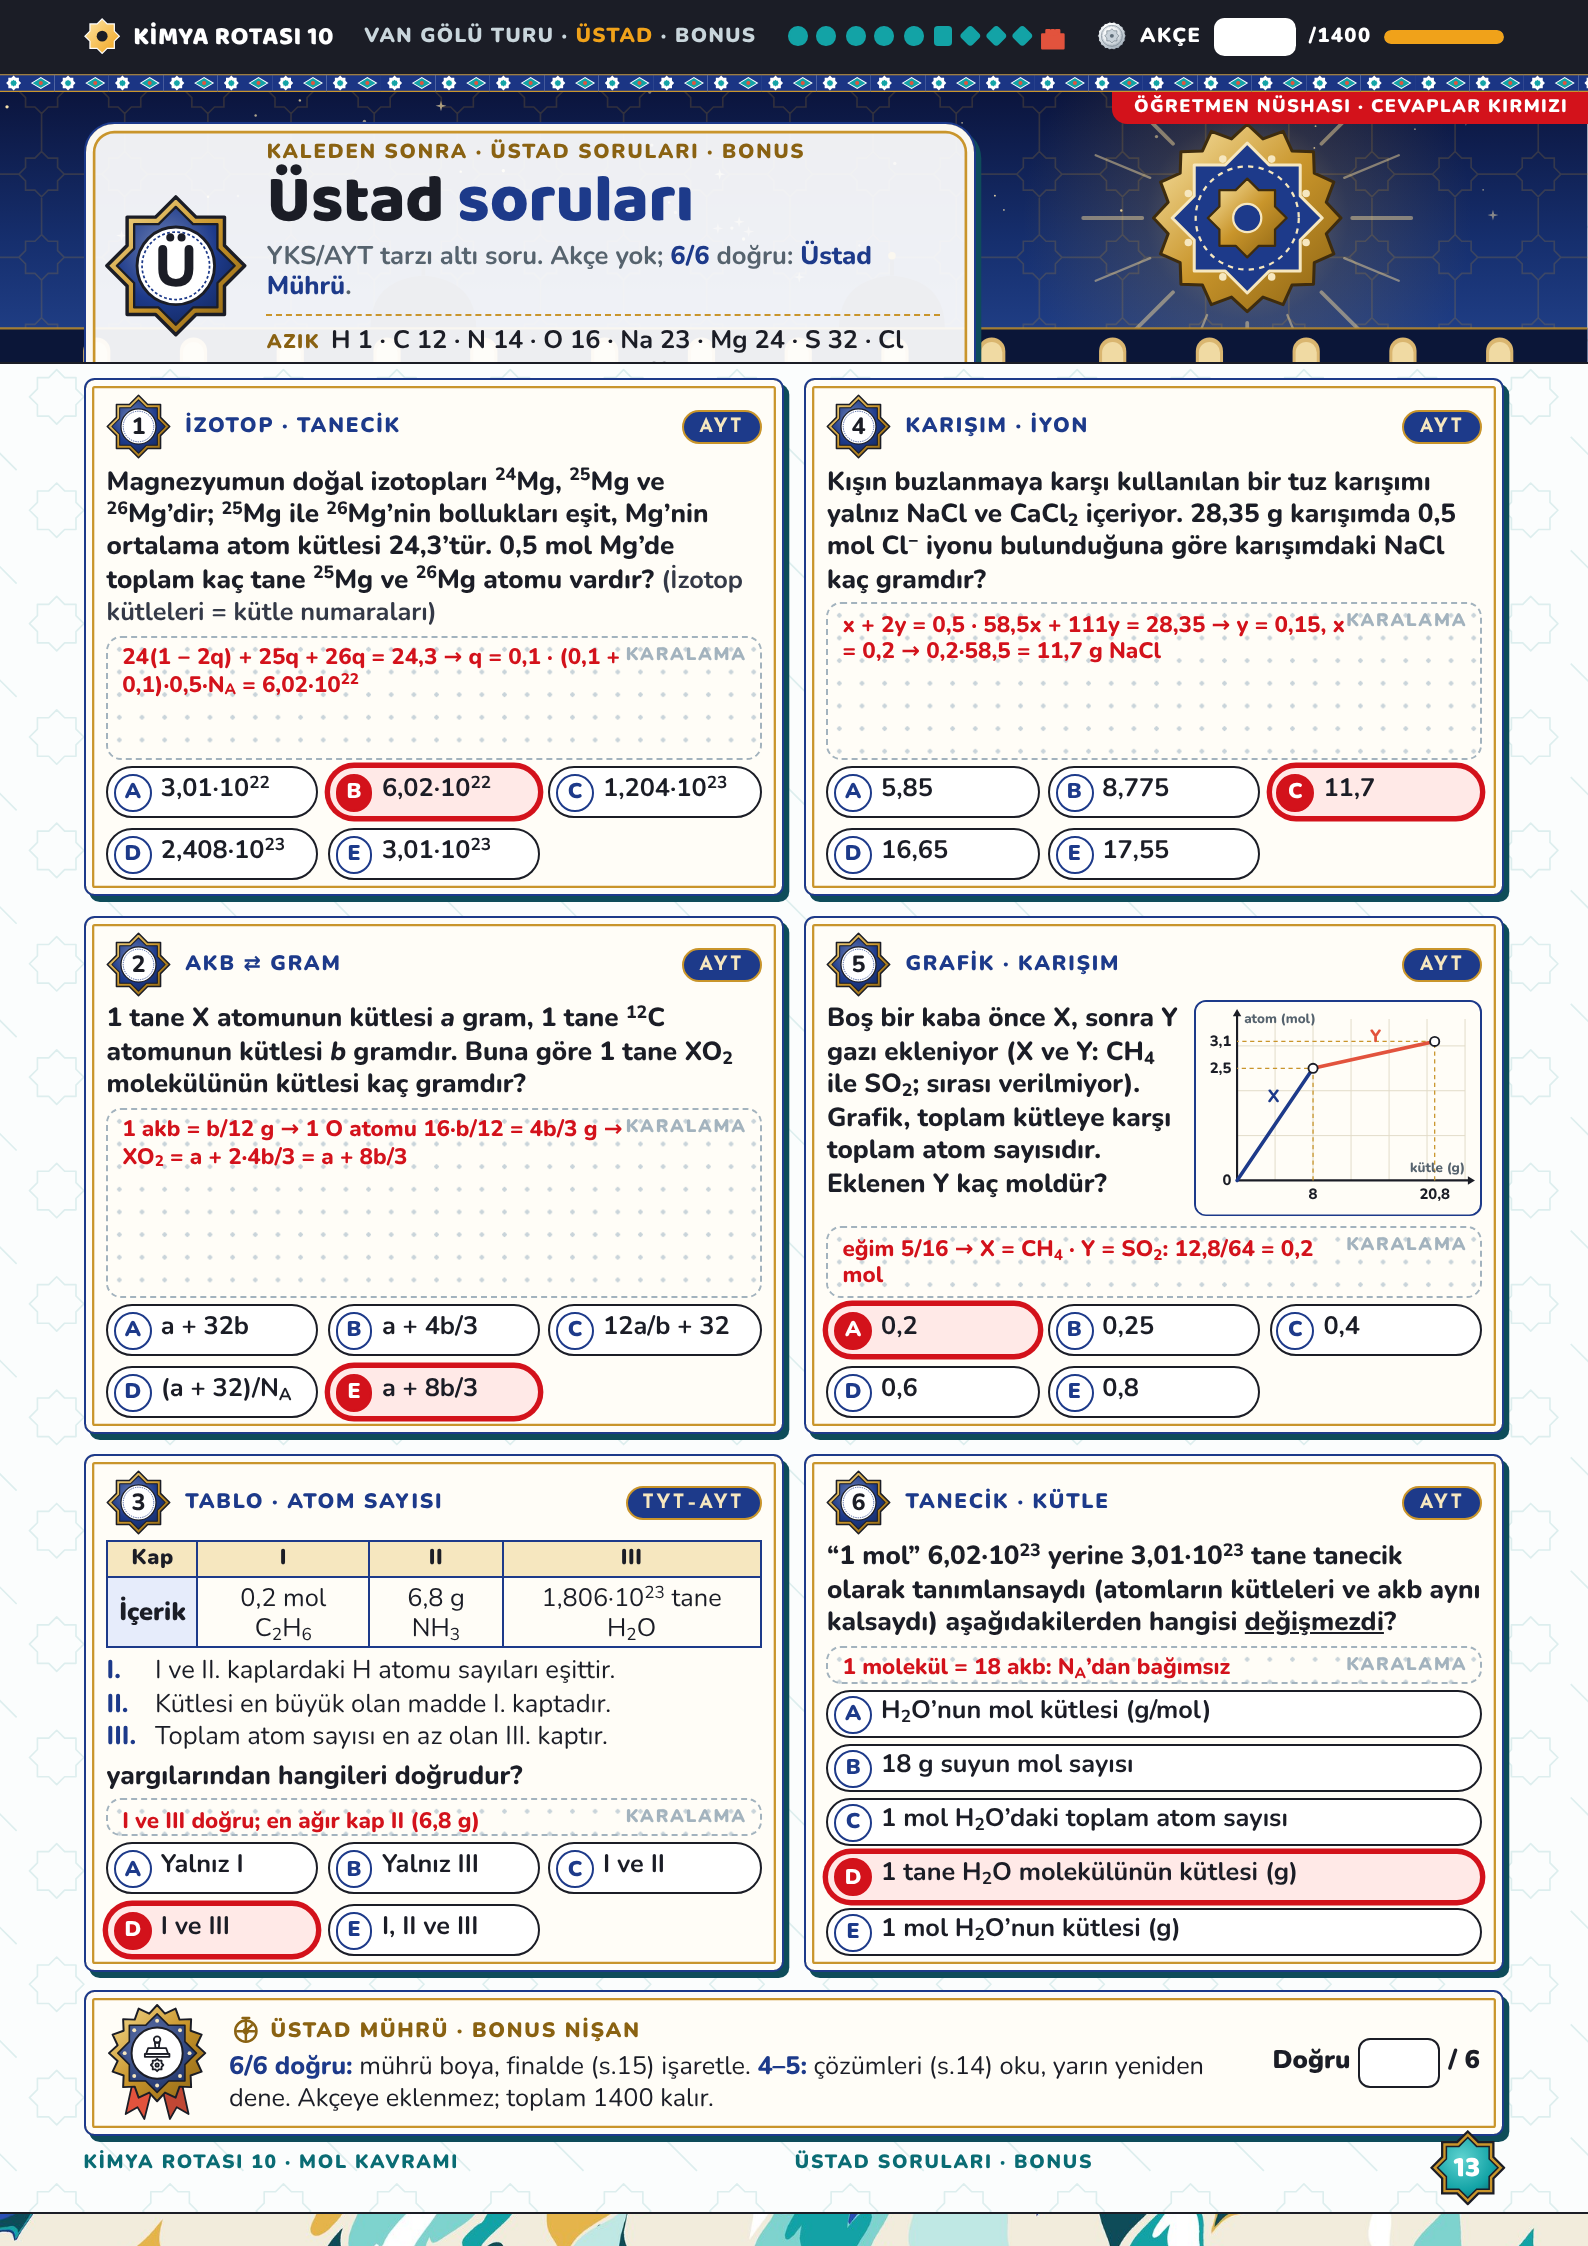 KİMYA ROTASI 10 VAN GÖLÜ TURU · ÜSTAD · BONUS AKÇE /1400
ÖĞRETMEN NÜSHASI · CEVAPLAR KIRMIZI
KALEDEN SONRA · ÜSTAD SORULARI · BONUS
Ü
Üstad soruları
YKS/AYT tarzı altı soru. Akçe yok; 6/6 doğru: Üstad
Mührü.
AZIK H 1 · C 12 · N 14 · O 16 · Na 23 · Mg 24 · S 32 · Cl
1 İZOTOP · TANECİK AYT
Magnezyumun doğal izotopları ²⁴Mg, ²⁵Mg ve
²⁶Mg’dir; ²⁵Mg ile ²⁶Mg’nin bollukları eşit, Mg’nin
ortalama atom kütlesi 24,3’tür. 0,5 mol Mg’de
toplam kaç tane ²⁵Mg ve ²⁶Mg atomu vardır? (İzotop
kütleleri = kütle numaraları)
KARALAMA
24(1 − 2q) + 25q + 26q = 24,3 → q = 0,1 · (0,1 +
0,1)·0,5·N_A = 6,02·10²²
A 3,01·10²² B 6,02·10²² C 1,204·10²³
D 2,408·10²³ E 3,01·10²³
2 AKB ⇄ GRAM AYT
1 tane X atomunun kütlesi a gram, 1 tane ¹²C
atomunun kütlesi b gramdır. Buna göre 1 tane XO₂
molekülünün kütlesi kaç gramdır?
KARALAMA
1 akb = b/12 g → 1 O atomu 16·b/12 = 4b/3 g →
XO₂ = a + 2·4b/3 = a + 8b/3
A a + 32b B a + 4b/3 C 12a/b + 32
D (a + 32)/N_A E a + 8b/3
3 TABLO · ATOM SAYISI TYT-AYT
Kap I II III
İçerik 0,2 mol C₂H₆ 6,8 g NH₃ 1,806·10²³ tane H₂O
I. I ve II. kaplardaki H atomu sayıları eşittir.
II. Kütlesi en büyük olan madde I. kaptadır.
III. Toplam atom sayısı en az olan III. kaptır.
yargılarından hangileri doğrudur?
KARALAMA
I ve III doğru; en ağır kap II (6,8 g)
A Yalnız I B Yalnız III C I ve II
D I ve III E I, II ve III
4 KARIŞIM · İYON AYT
Kışın buzlanmaya karşı kullanılan bir tuz karışımı
yalnız NaCl ve CaCl₂ içeriyor. 28,35 g karışımda 0,5
mol Cl⁻ iyonu bulunduğuna göre karışımdaki NaCl
kaç gramdır?
KARALAMA
x + 2y = 0,5 · 58,5x + 111y = 28,35 → y = 0,15, x
= 0,2 → 0,2·58,5 = 11,7 g NaCl
A 5,85 B 8,775 C 11,7
D 16,65 E 17,55
5 GRAFİK · KARIŞIM AYT
Boş bir kaba önce X, sonra Y
gazı ekleniyor (X ve Y: CH₄
ile SO₂; sırası verilmiyor).
Grafik, toplam kütleye karşı
toplam atom sayısıdır.
Eklenen Y kaç moldür?
atom (mol)
3,1
2,5
Y
X
kütle (g)
0 8 20,8
KARALAMA
eğim 5/16 → X = CH₄ · Y = SO₂: 12,8/64 = 0,2
mol
A 0,2 B 0,25 C 0,4
D 0,6 E 0,8
6 TANECİK · KÜTLE AYT
“1 mol” 6,02·10²³ yerine 3,01·10²³ tane tanecik
olarak tanımlansaydı (atomların kütleleri ve akb aynı
kalsaydı) aşağıdakilerden hangisi değişmezdi?
KARALAMA
1 molekül = 18 akb: N_A’dan bağımsız
A H₂O’nun mol kütlesi (g/mol)
B 18 g suyun mol sayısı
C 1 mol H₂O’daki toplam atom sayısı
D 1 tane H₂O molekülünün kütlesi (g)
E 1 mol H₂O’nun kütlesi (g)
ÜSTAD MÜHRÜ · BONUS NİŞAN
6/6 doğru: mührü boya, finalde (s.15) işaretle. 4–5: çözümleri (s.14) oku, yarın yeniden
dene. Akçeye eklenmez; toplam 1400 kalır.
Doğru / 6
KİMYA ROTASI 10 · MOL KAVRAMI ÜSTAD SORULARI · BONUS 13